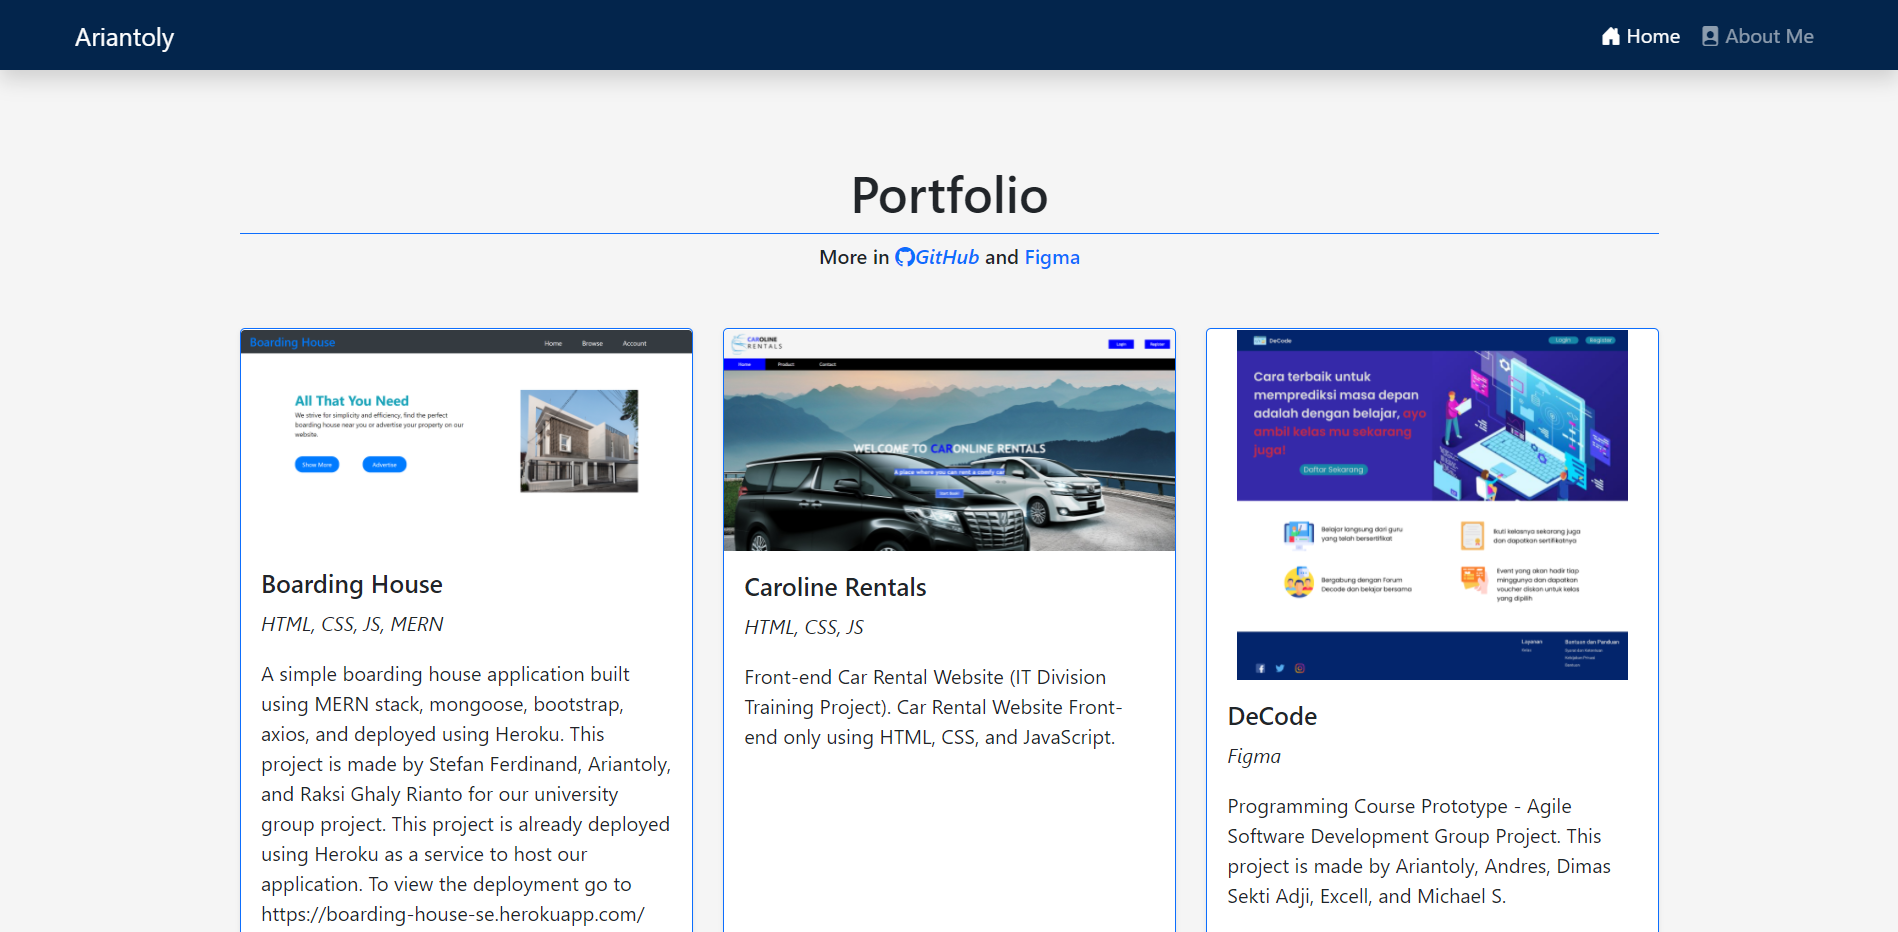 Ariantoly
Home
About Me
Portfolio
More in GitHub and Figma
Boarding House
Home
Browse
Account
All That You Need
We strive for simplicity and efficiency, find the perfect
boarding house near you or advertise your property on our
website.
Show More
Advertise
Boarding House
HTML, CSS, JS, MERN
A simple boarding house application built
using MERN stack, mongoose, bootstrap,
axios, and deployed using Heroku. This
project is made by Stefan Ferdinand, Ariantoly,
and Raksi Ghaly Rianto for our university
group project. This project is already deployed
using Heroku as a service to host our
application. To view the deployment go to
https://boarding-house-se.herokuapp.com/
CAROLINE
RENTALS
Login
Register
Home
Product
Contact
WELCOME TO CARONLINE RENTALS
A place where you can rent a comfy car
Caroline Rentals
HTML, CSS, JS
Front-end Car Rental Website (IT Division
Training Project). Car Rental Website Front-
end only using HTML, CSS, and JavaScript.
DeCode
Login
Register
Cara terbaik untuk
memprediksi masa depan
adalah dengan belajar, ayo
ambil kelas mu sekarang
juga!
Daftar Sekarang
Belajar langsung dari guru
yang telah bersertifikat
Ikuti kelasnya sekarang juga
dan dapatkan sertifikatnya
Bergabung dengan Forum
Decode dan belajar bersama
Event yang akan hadir tiap
minggunya dan dapatkan
voucher diskon untuk kelas
yang dipilih
Layanan
Kelas
Bantuan dan Panduan
Syarat dan Ketentuan
Kebijakan Privasi
Bantuan
DeCode
Figma
Programming Course Prototype - Agile
Software Development Group Project. This
project is made by Ariantoly, Andres, Dimas
Sekti Adji, Excell, and Michael S.